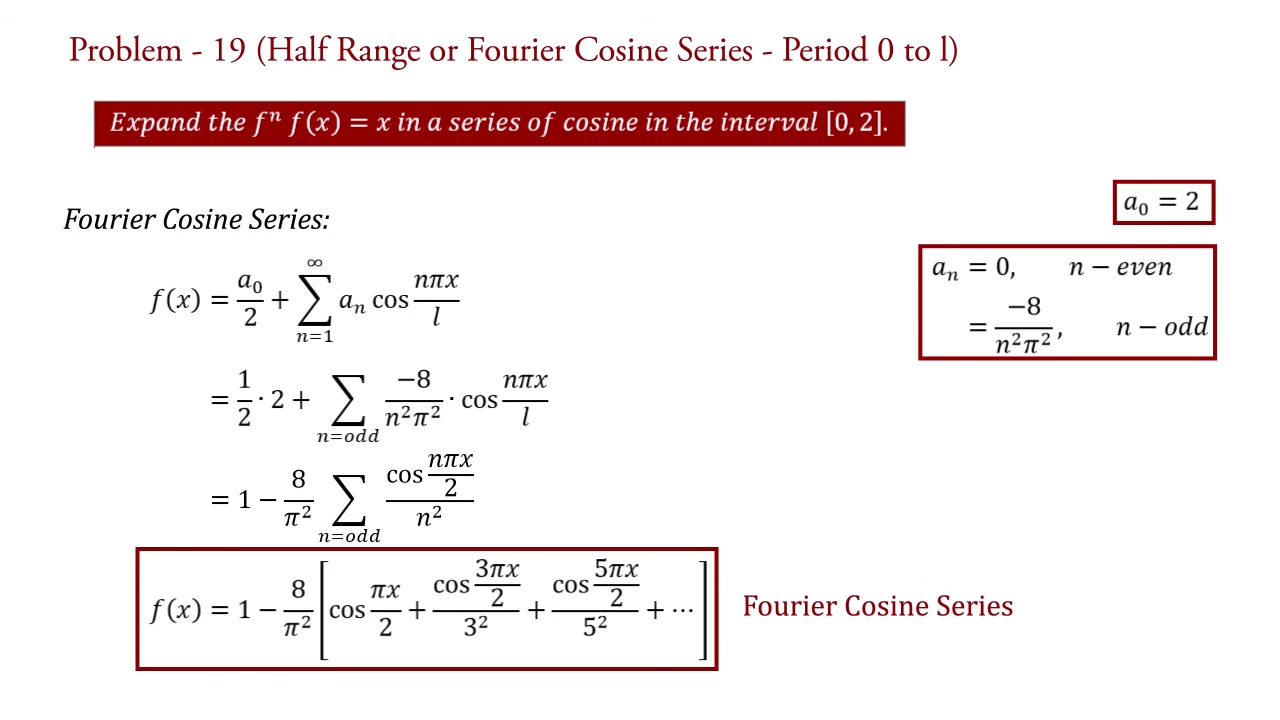 Problem - 19 (Half Range or Fourier Cosine Series - Period 0 to l)
Expand the fⁿ f(x) = x in a series of cosine in the interval [0, 2].
a₀ = 2
Fourier Cosine Series:
aₙ = 0, n − even
= −8/(n²π²), n − odd
f(x) = a₀/2 + ∑_{n=1}^{∞} aₙ cos nπx/l
= 1/2 · 2 + ∑_{n=odd} −8/(n²π²) · cos nπx/l
= 1 − 8/π² ∑_{n=odd} (cos nπx/2)/n²
f(x) = 1 − 8/π² [cos πx/2 + (cos 3πx/2)/3² + (cos 5πx/2)/5² + ⋯] Fourier Cosine Series